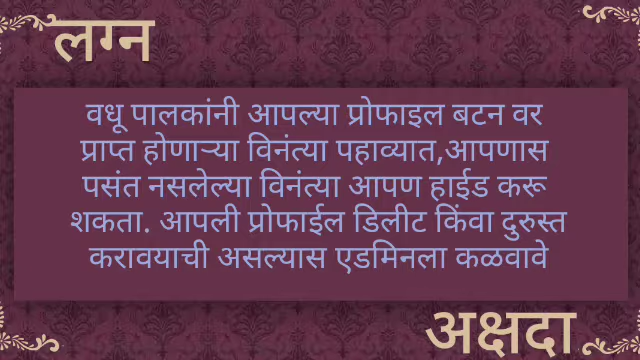 लग्न
वधू पालकांनी आपल्या प्रोफाइल बटन वर
प्राप्त होणाऱ्या विनंत्या पहाव्यात,आपणास
पसंत नसलेल्या विनंत्या आपण हाईड करू
शकता. आपली प्रोफाईल डिलीट किंवा दुरुस्त
करावयाची असल्यास एडमिनला कळवावे
अक्षदा